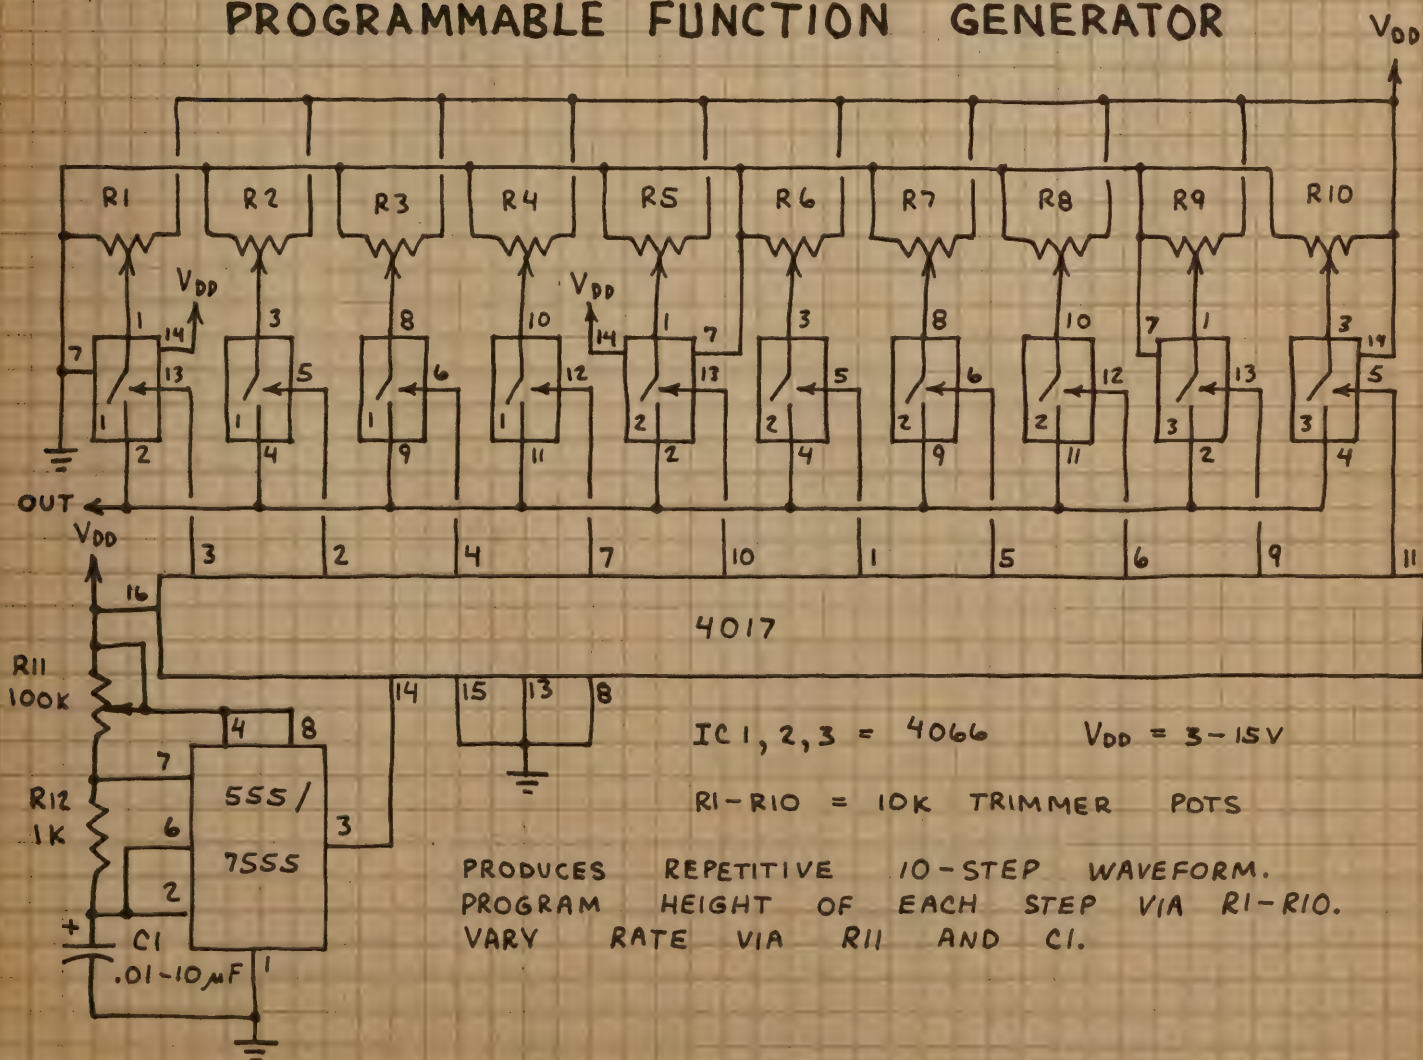 PROGRAMMABLE FUNCTION GENERATOR
VDD
R1 R2 R3 R4 R5 R6 R7 R8 R9 R10
VDD VDD
1 3 8 10 1 3 8 10 1 3
7 14 14 7 7 14
13 5 6 12 13 5 6 12 13 5
1 1 1 1 2 2 2 2 3 3
2 4 9 11 2 4 9 11 2 4
OUT
VDD
3 2 4 7 10 1 5 6 9 11
16
4017
R11
100K
14 15 13 8
4 8
IC 1, 2, 3 = 4066 VDD = 3-15V
7
555/
R1-R10 = 10K TRIMMER POTS
R12
1K
6
3
7555
2
PRODUCES REPETITIVE 10-STEP WAVEFORM.
PROGRAM HEIGHT OF EACH STEP VIA R1-R10.
VARY RATE VIA R11 AND C1.
+
C1
.01-10µF
1